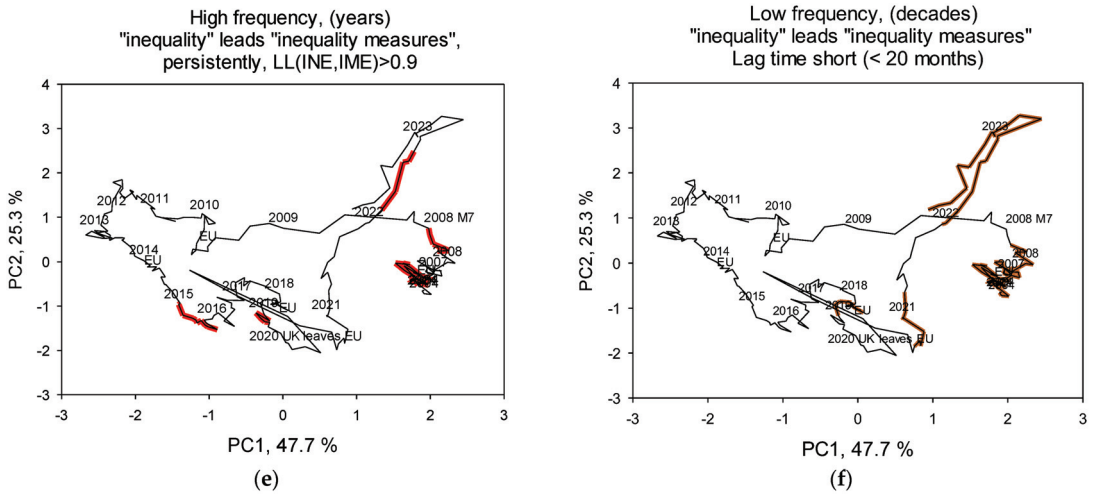 High frequency, (years)
"inequality" leads "inequality measures",
persistently, LL(INE,IME)>0.9
4
3
2
1
0
-1
-2
-3
PC2, 25.3 %
2023
2012
2011
2010
2013
EU
2009
2022
2008 M7
2014
EU
2008
2007
2015
2017
2018
2016
2019
EU
2021
2020 UK leaves EU
-3
-2
-1
0
1
2
3
PC1, 47.7 %
(e)
Low frequency, (decades)
"inequality" leads "inequality measures"
Lag time short (< 20 months)
4
3
2
1
0
-1
-2
-3
PC2, 25.3 %
2023
2012
2011
2010
2013
EU
2009
2022
2008 M7
2014
EU
2008
2007
2015
2017
2018
2016
2019
EU
2021
2020 UK leaves EU
-3
-2
-1
0
1
2
3
PC1, 47.7 %
(f)